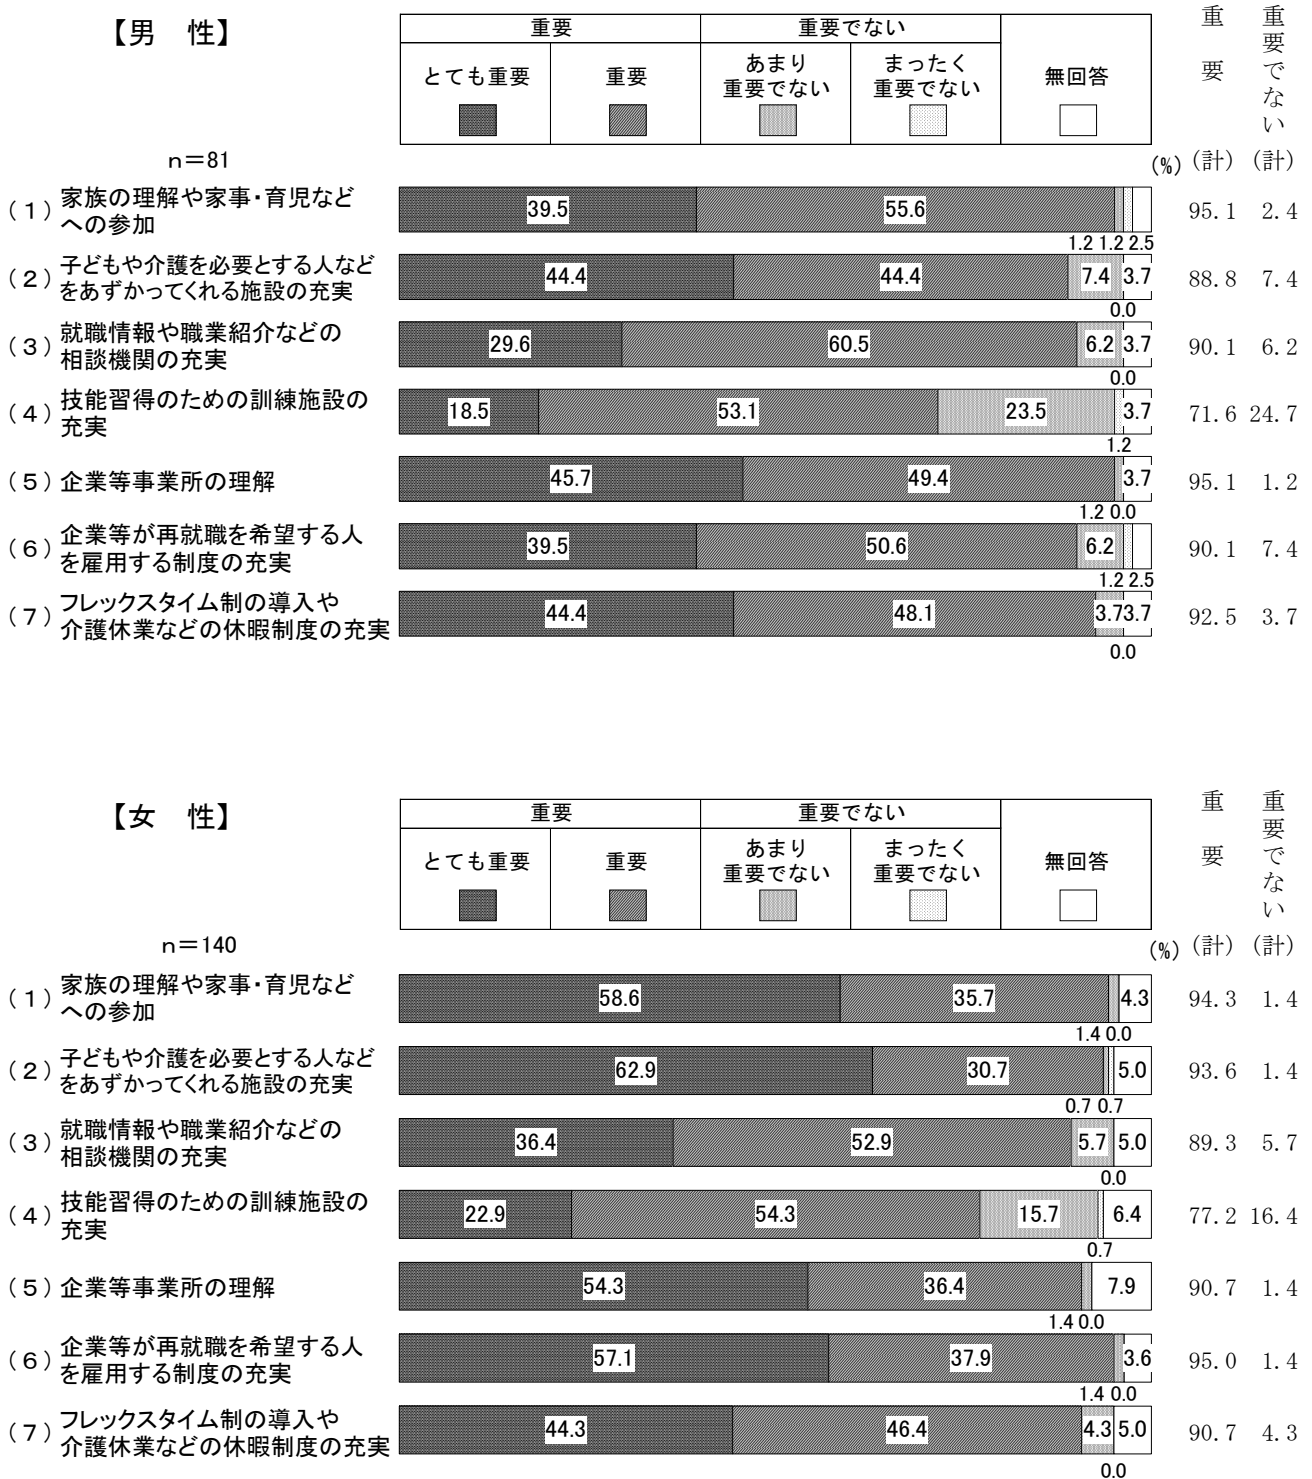 【男　性】
重要
重要でない
とても重要
重要
あまり
重要でない
まったく
重要でない
無回答
重要
重要でない
n＝81
(%)
(計)
(計)
(1)
家族の理解や家事・育児など
への参加
39.5
55.6
95.1
2.4
1.2
1.2
2.5
(2)
子どもや介護を必要とする人など
をあずかってくれる施設の充実
44.4
44.4
7.4
3.7
88.8
7.4
0.0
(3)
就職情報や職業紹介などの
相談機関の充実
29.6
60.5
6.2
3.7
90.1
6.2
0.0
(4)
技能習得のための訓練施設の
充実
18.5
53.1
23.5
3.7
71.6
24.7
1.2
(5)
企業等事業所の理解
45.7
49.4
3.7
95.1
1.2
1.2
0.0
(6)
企業等が再就職を希望する人
を雇用する制度の充実
39.5
50.6
6.2
90.1
7.4
1.2
2.5
(7)
フレックスタイム制の導入や
介護休業などの休暇制度の充実
44.4
48.1
3.7
3.7
92.5
3.7
0.0
【女　性】
重要
重要でない
とても重要
重要
あまり
重要でない
まったく
重要でない
無回答
重要
重要でない
n＝140
(%)
(計)
(計)
(1)
家族の理解や家事・育児など
への参加
58.6
35.7
4.3
94.3
1.4
1.4
0.0
(2)
子どもや介護を必要とする人など
をあずかってくれる施設の充実
62.9
30.7
5.0
93.6
1.4
0.7
0.7
(3)
就職情報や職業紹介などの
相談機関の充実
36.4
52.9
5.7
5.0
89.3
5.7
0.0
(4)
技能習得のための訓練施設の
充実
22.9
54.3
15.7
6.4
77.2
16.4
0.7
(5)
企業等事業所の理解
54.3
36.4
7.9
90.7
1.4
1.4
0.0
(6)
企業等が再就職を希望する人
を雇用する制度の充実
57.1
37.9
3.6
95.0
1.4
1.4
0.0
(7)
フレックスタイム制の導入や
介護休業などの休暇制度の充実
44.3
46.4
4.3
5.0
90.7
4.3
0.0